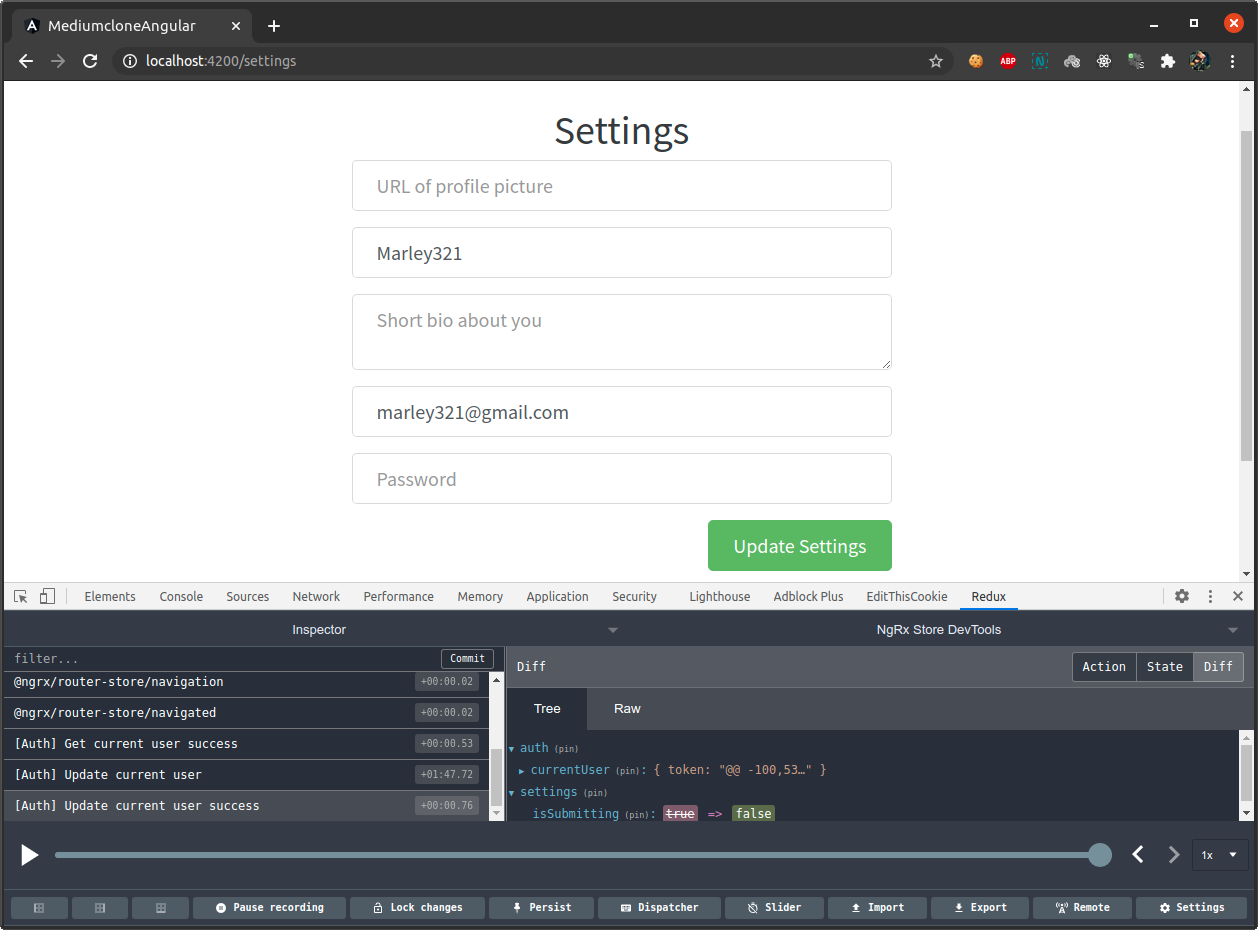 MediumcloneAngular
localhost:4200/settings
ABP
N
Settings
URL of profile picture
Marley321
Short bio about you
marley321@gmail.com
Password
Update Settings
Elements Console Sources Network Performance Memory Application Security Lighthouse Adblock Plus EditThisCookie Redux
Inspector NgRx Store DevTools
filter... Commit
Diff Action State Diff
@ngrx/router-store/navigation +00:00.02
@ngrx/router-store/navigated +00:00.02
[Auth] Get current user success +00:00.53
[Auth] Update current user +01:47.72
[Auth] Update current user success +00:00.76
Tree Raw
▼ auth (pin)
▶ currentUser (pin): { token: "@@ -100,53…" }
▼ settings (pin)
isSubmitting (pin): true => false
1x
Pause recording Lock changes Persist Dispatcher Slider Import Export Remote Settings